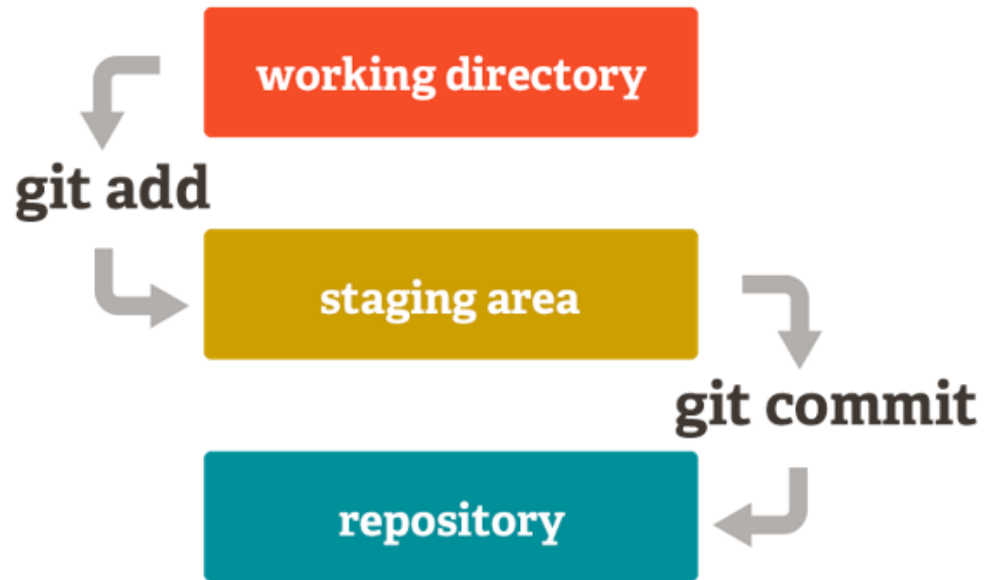 working directory
git add
staging area
git commit
repository